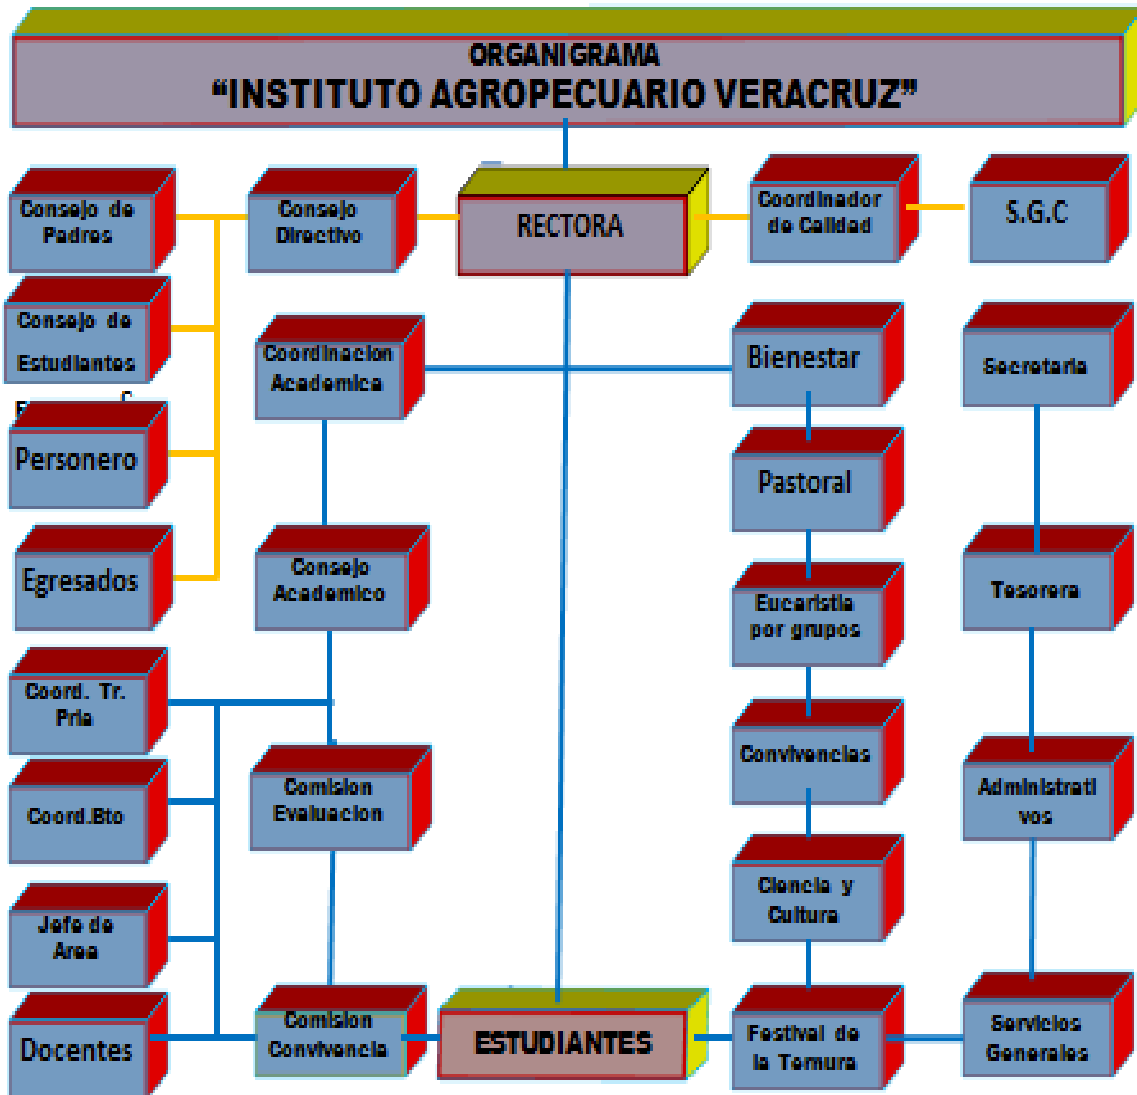 ORGANIGRAMA
“INSTITUTO AGROPECUARIO VERACRUZ”
Consejo de
Padres
Consejo
Directivo
RECTORA
Coordinador
de Calidad
S.G.C
Consejo de
Estudiantes
Coordinacion
Academica
Bienestar
Secretaria
Personero
Pastoral
Egresados
Consejo
Academico
Eucaristia
por grupos
Tesorera
Coord. Tr.
Pria
Convivencias
Coord.Bto
Comision
Evaluacion
Administrati
vos
Jefe de
Area
Ciencia y
Cultura
Docentes
Comision
Convivencia
ESTUDIANTES
Festival de
la Ternura
Servicios
Generales